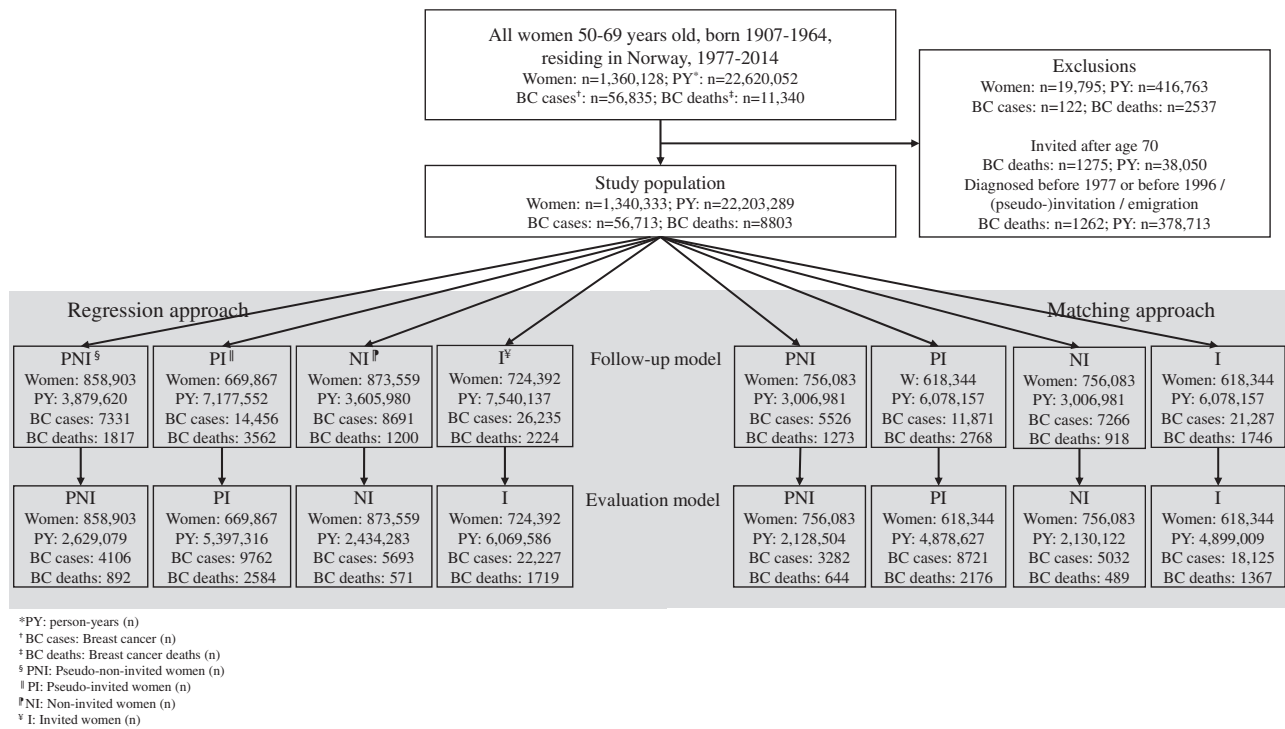 All women 50-69 years old, born 1907-1964,
residing in Norway, 1977-2014
Women: n=1,360,128; PY*: n=22,620,052
BC cases†: n=56,835; BC deaths‡: n=11,340
Exclusions
Women: n=19,795; PY: n=416,763
BC cases: n=122; BC deaths: n=2537
Invited after age 70
BC deaths: n=1275; PY: n=38,050
Diagnosed before 1977 or before 1996 /
(pseudo-)invitation / emigration
BC deaths: n=1262; PY: n=378,713
Study population
Women: n=1,340,333; PY: n=22,203,289
BC cases: n=56,713; BC deaths: n=8803
Regression approach
Matching approach
PNI§
Women: 858,903
PY: 3,879,620
BC cases: 7331
BC deaths: 1817
PI‖
Women: 669,867
PY: 7,177,552
BC cases: 14,456
BC deaths: 3562
NI⁋
Women: 873,559
PY: 3,605,980
BC cases: 8691
BC deaths: 1200
I¥
Women: 724,392
PY: 7,540,137
BC cases: 26,235
BC deaths: 2224
Follow-up model
PNI
Women: 756,083
PY: 3,006,981
BC cases: 5526
BC deaths: 1273
PI
W: 618,344
PY: 6,078,157
BC cases: 11,871
BC deaths: 2768
NI
Women: 756,083
PY: 3,006,981
BC cases: 7266
BC deaths: 918
I
Women: 618,344
PY: 6,078,157
BC cases: 21,287
BC deaths: 1746
PNI
Women: 858,903
PY: 2,629,079
BC cases: 4106
BC deaths: 892
PI
Women: 669,867
PY: 5,397,316
BC cases: 9762
BC deaths: 2584
NI
Women: 873,559
PY: 2,434,283
BC cases: 5693
BC deaths: 571
I
Women: 724,392
PY: 6,069,586
BC cases: 22,227
BC deaths: 1719
Evaluation model
PNI
Women: 756,083
PY: 2,128,504
BC cases: 3282
BC deaths: 644
PI
Women: 618,344
PY: 4,878,627
BC cases: 8721
BC deaths: 2176
NI
Women: 756,083
PY: 2,130,122
BC cases: 5032
BC deaths: 489
I
Women: 618,344
PY: 4,899,009
BC cases: 18,125
BC deaths: 1367
*PY: person-years (n)
† BC cases: Breast cancer (n)
‡ BC deaths: Breast cancer deaths (n)
§ PNI: Pseudo-non-invited women (n)
‖ PI: Pseudo-invited women (n)
⁋ NI: Non-invited women (n)
¥ I: Invited women (n)